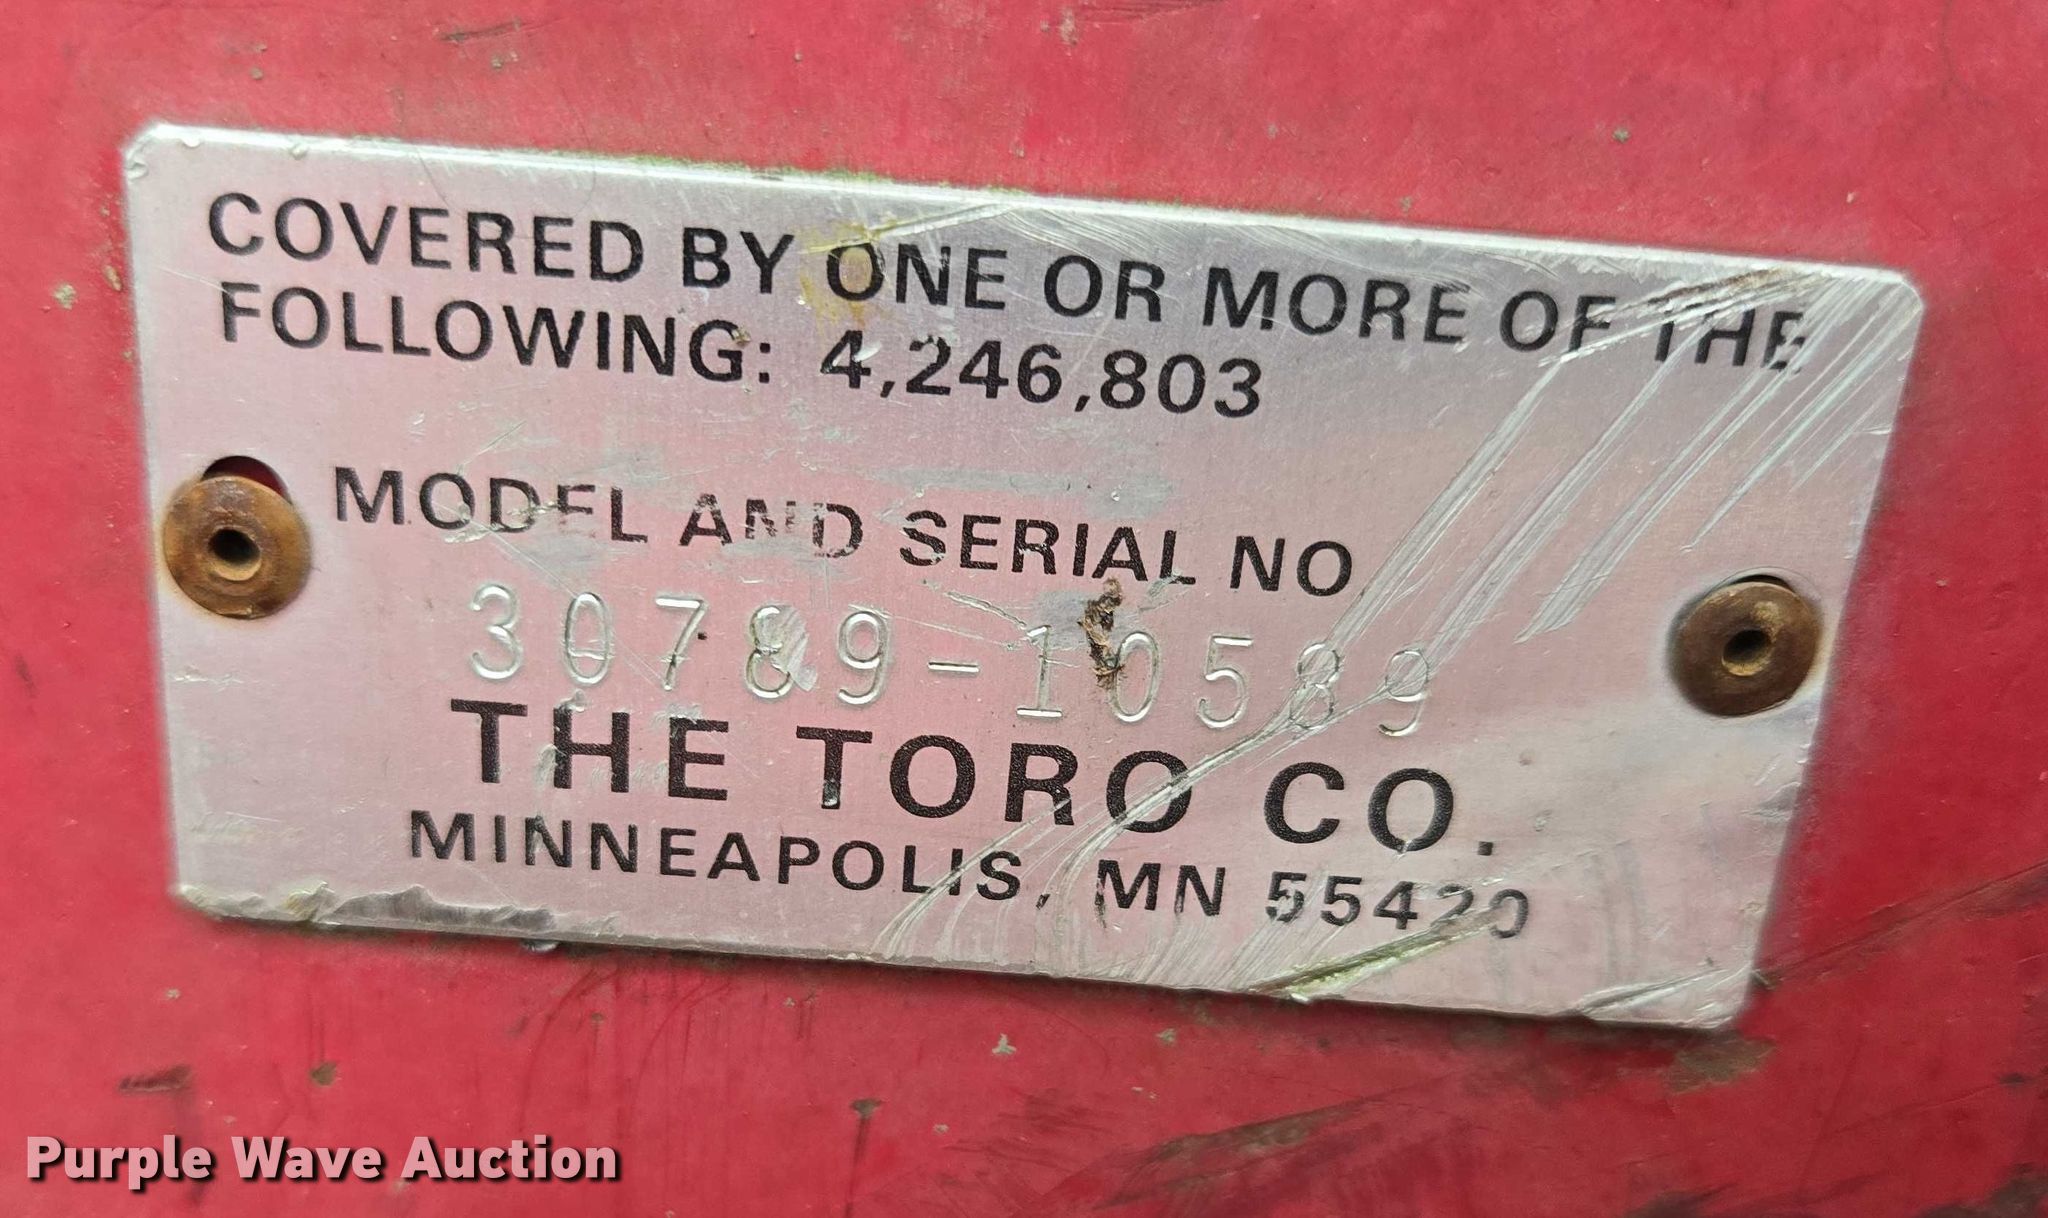 COVERED BY ONE OR MORE OF THE
FOLLOWING: 4,246,803
MODEL AND SERIAL NO
30789-10589
THE TORO CO.
MINNEAPOLIS, MN 55420
Purple Wave Auction